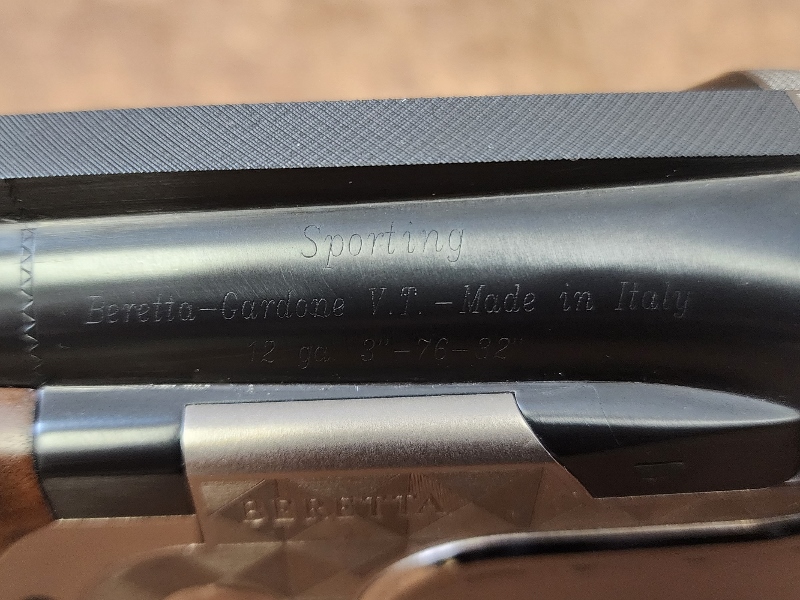 Sporting
Beretta-Gardone V.T. - Made in Italy
12 ga 3"-76-32"
BERETTA